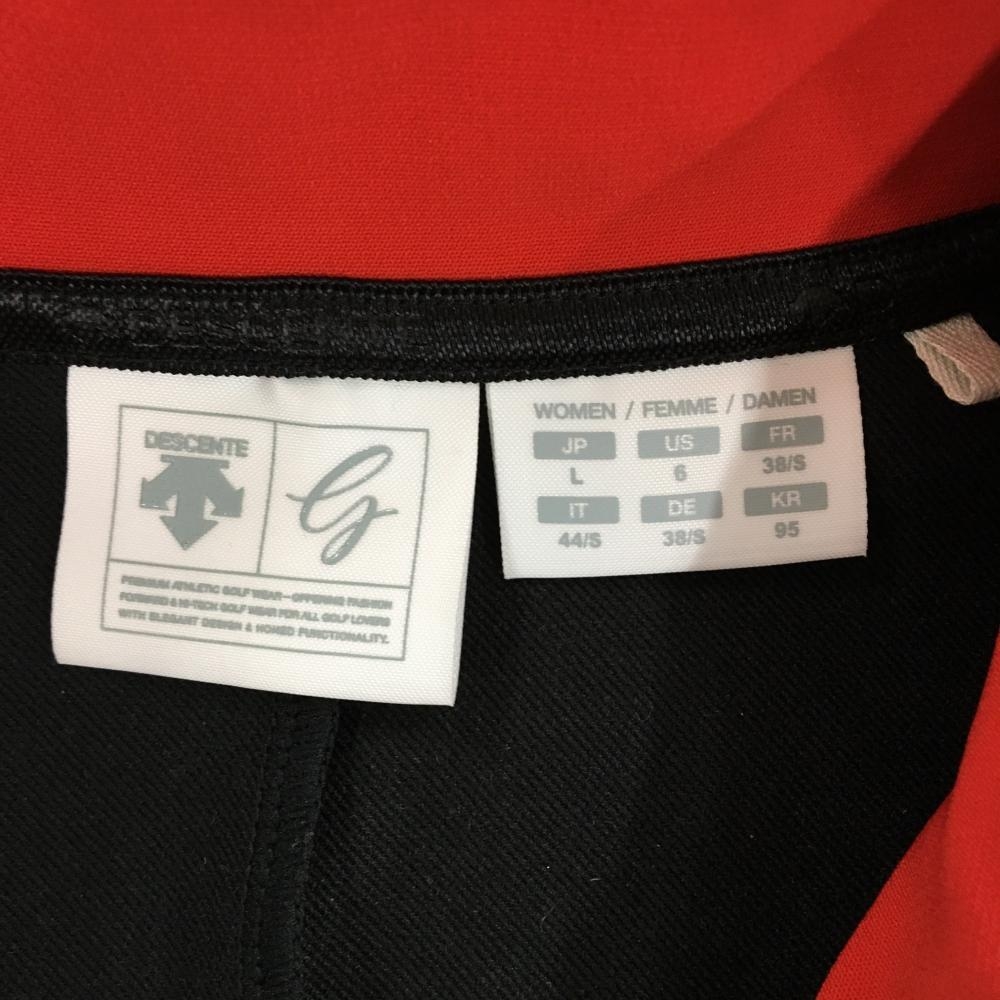 DESCENTE
G
PREMIUM ATHLETIC GOLF WEAR—OFFERING FASHION
FORWARD & HI-TECH GOLF WEAR FOR ALL GOLF LOVERS
WITH ELEGANT DESIGN & HONED FUNCTIONALITY.
WOMEN / FEMME / DAMEN
JP US FR
L 6 38/S
IT DE KR
44/S 38/S 95